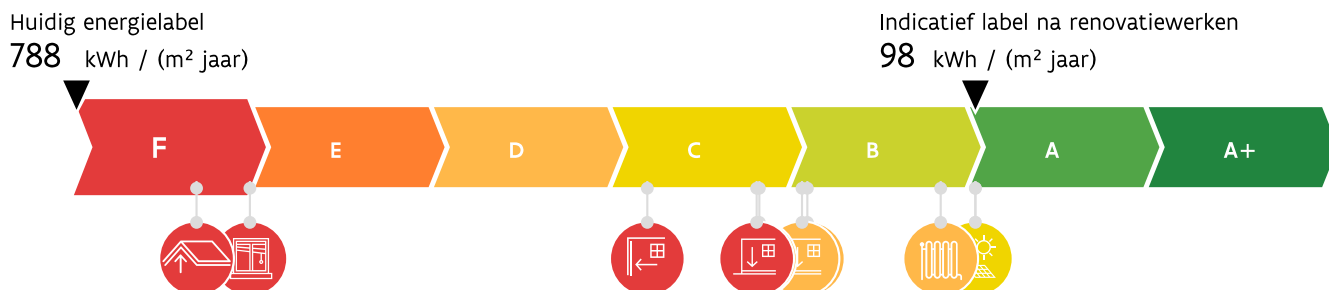 Huidig energielabel
788 kWh / (m² jaar)
Indicatief label na renovatiewerken
98 kWh / (m² jaar)
F E D C B A A+